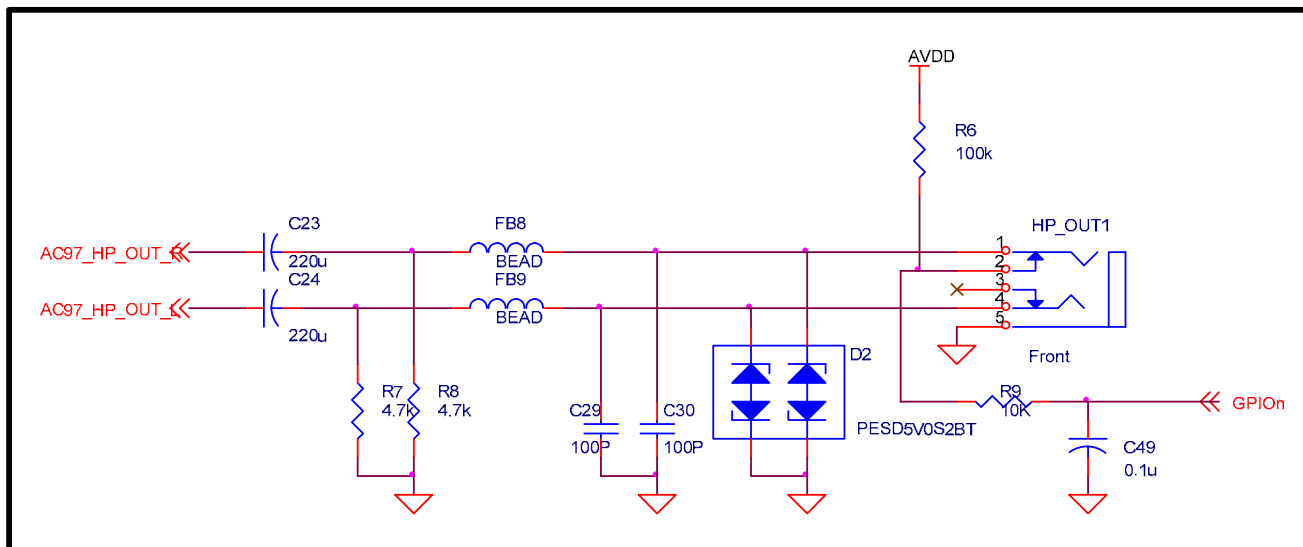 AVDD
R6
100k
C23
FB8
HP_OUT1
AC97_HP_OUT_R
220u
BEAD
1
2
C24
FB9
3
AC97_HP_OUT_L
4
220u
BEAD
5
D2
Front
R7
R8
4.7k
4.7k
C29
C30
R9
10K
GPIOn
100P
100P
PESD5V0S2BT
C49
0.1u